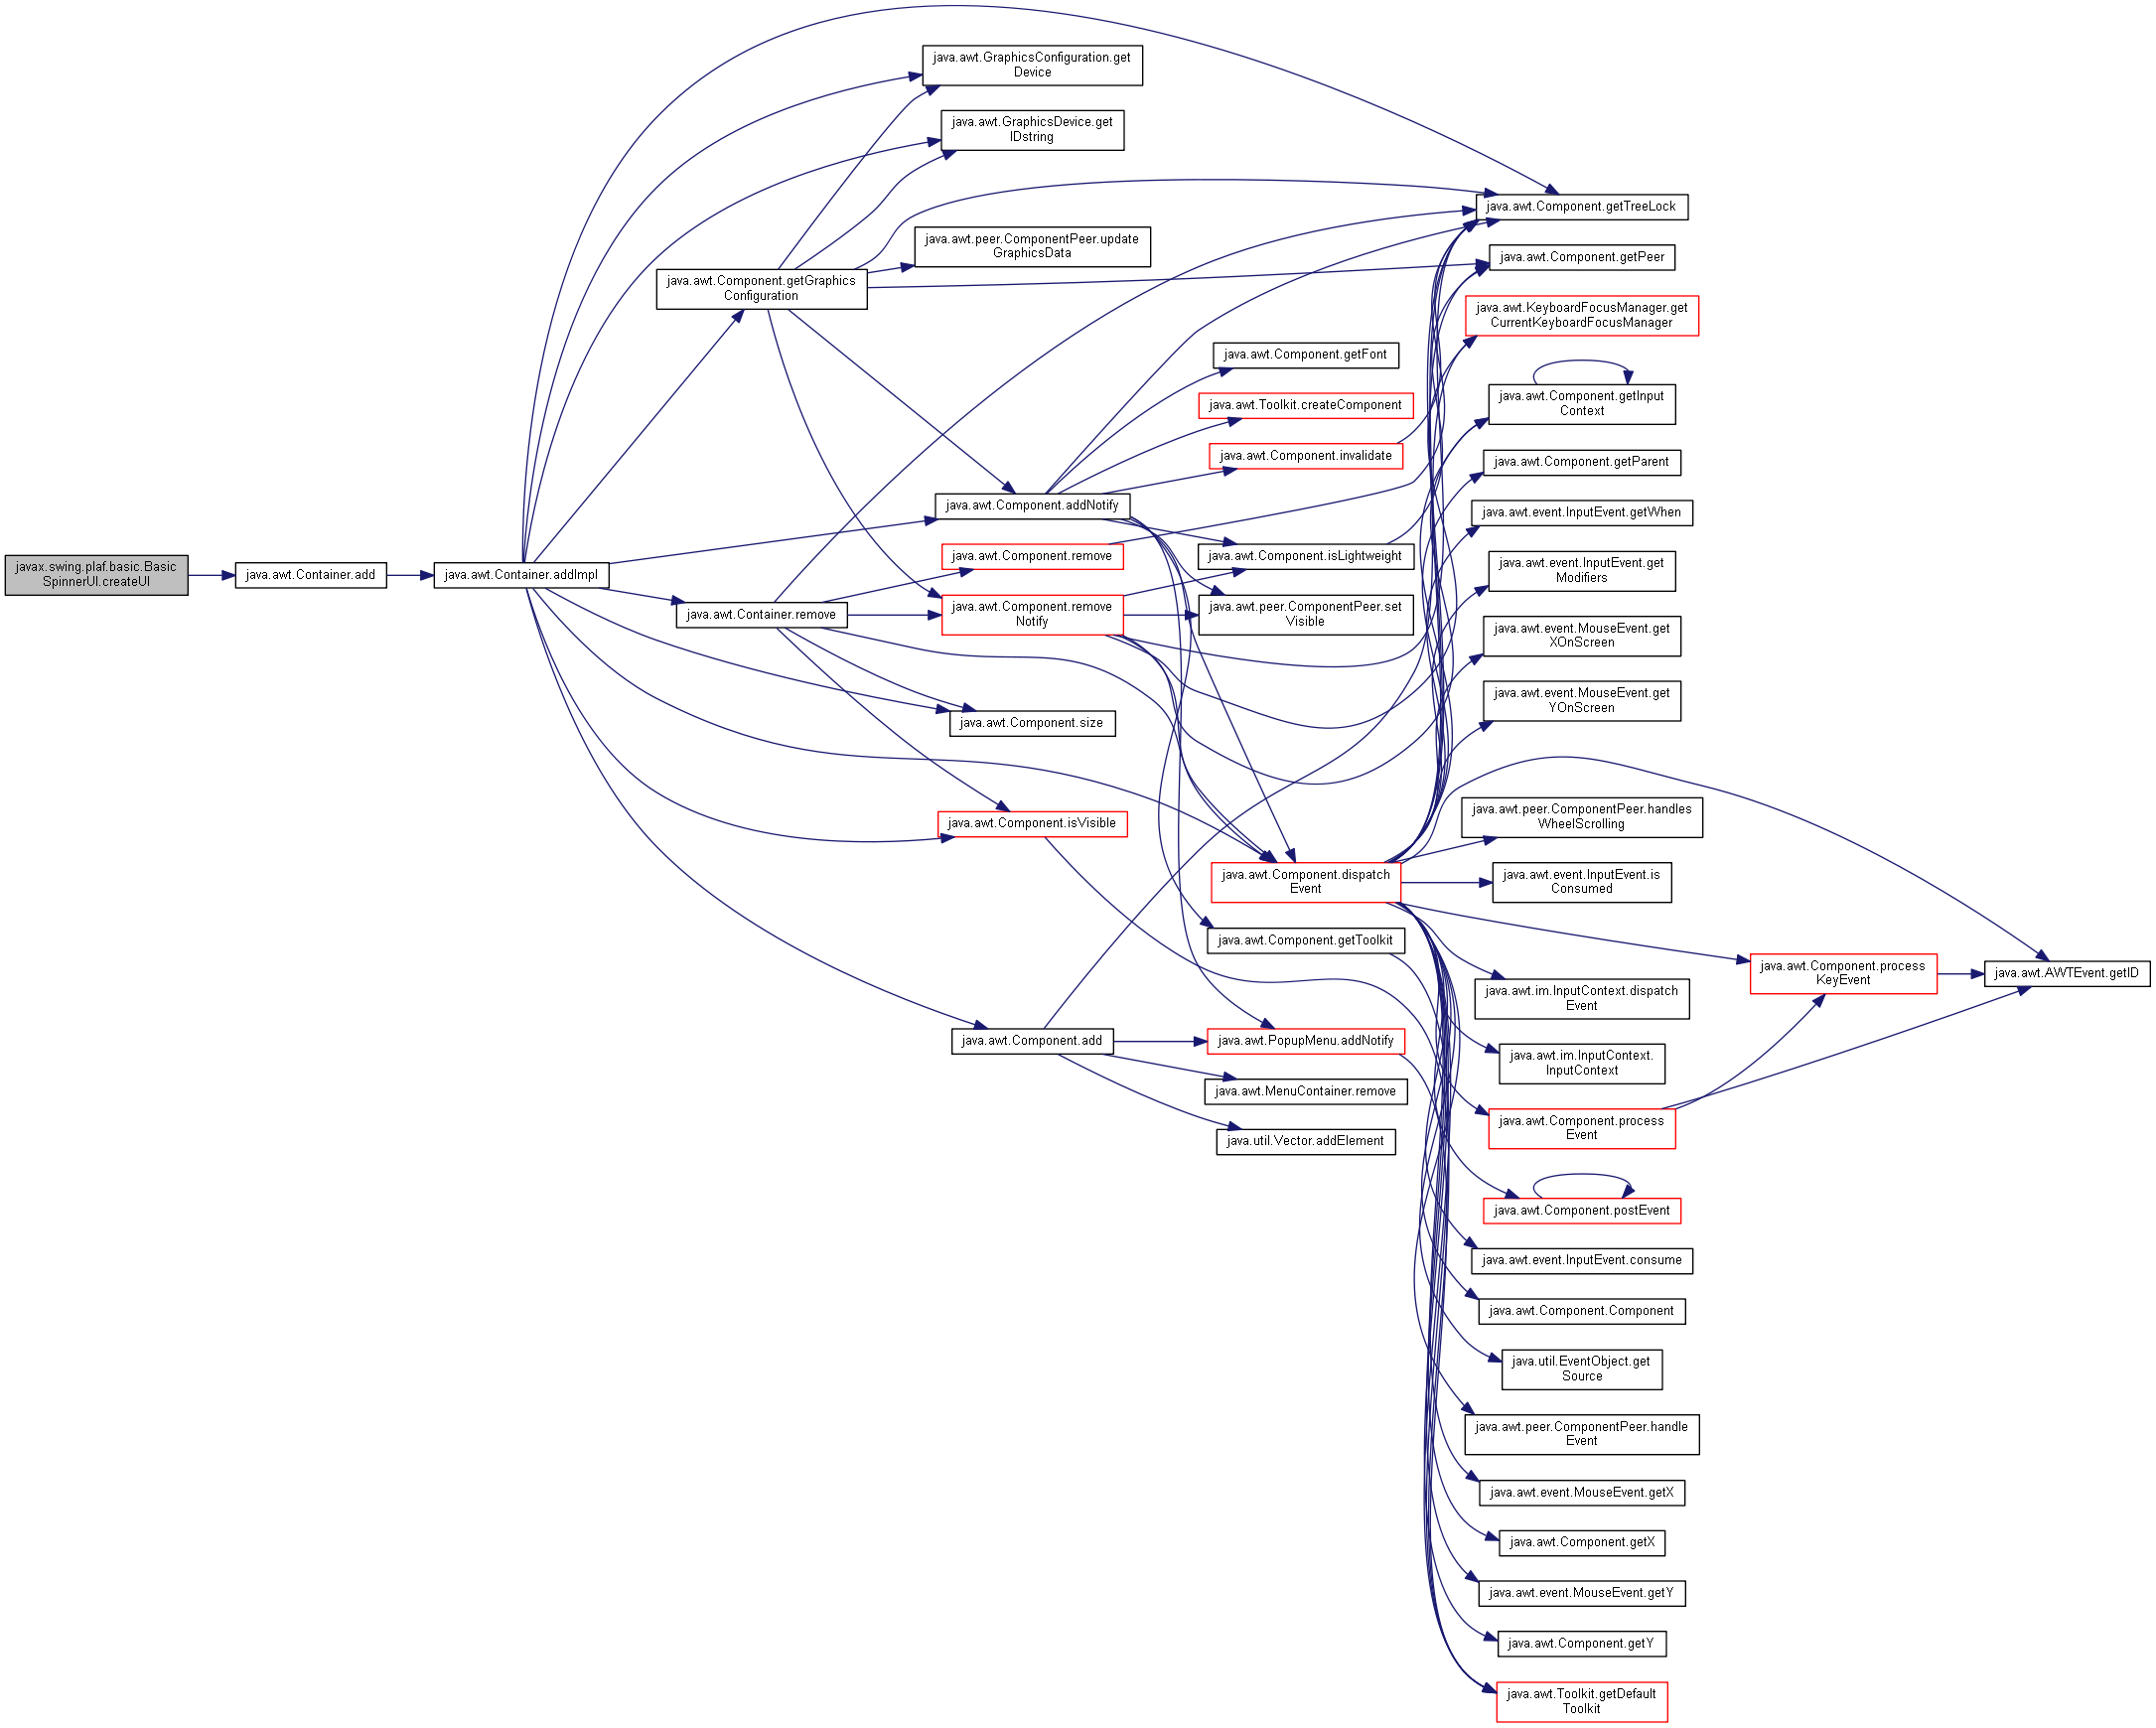 javax.swing.plaf.basic.Basic
SpinnerUI.createUI
java.awt.Container.add
java.awt.Container.addImpl
java.awt.Component.getGraphics
Configuration
java.awt.Container.remove
java.awt.GraphicsConfiguration.get
Device
java.awt.GraphicsDevice.get
IDstring
java.awt.peer.ComponentPeer.update
GraphicsData
java.awt.Component.addNotify
java.awt.Component.remove
java.awt.Component.remove
Notify
java.awt.Component.size
java.awt.Component.isVisible
java.awt.Component.add
java.awt.Component.getFont
java.awt.Toolkit.createComponent
java.awt.Component.invalidate
java.awt.Component.isLightweight
java.awt.peer.ComponentPeer.set
Visible
java.awt.Component.dispatch
Event
java.awt.Component.getToolkit
java.awt.PopupMenu.addNotify
java.awt.MenuContainer.remove
java.util.Vector.addElement
java.awt.Component.getTreeLock
java.awt.Component.getPeer
java.awt.KeyboardFocusManager.get
CurrentKeyboardFocusManager
java.awt.Component.getInput
Context
java.awt.Component.getParent
java.awt.event.InputEvent.getWhen
java.awt.event.InputEvent.get
Modifiers
java.awt.event.MouseEvent.get
XOnScreen
java.awt.event.MouseEvent.get
YOnScreen
java.awt.peer.ComponentPeer.handles
WheelScrolling
java.awt.event.InputEvent.is
Consumed
java.awt.im.InputContext.dispatch
Event
java.awt.im.InputContext.
InputContext
java.awt.Component.process
Event
java.awt.Component.postEvent
java.awt.event.InputEvent.consume
java.awt.Component.Component
java.util.EventObject.get
Source
java.awt.peer.ComponentPeer.handle
Event
java.awt.event.MouseEvent.getX
java.awt.Component.getX
java.awt.event.MouseEvent.getY
java.awt.Component.getY
java.awt.Toolkit.getDefault
Toolkit
java.awt.Component.process
KeyEvent
java.awt.AWTEvent.getID